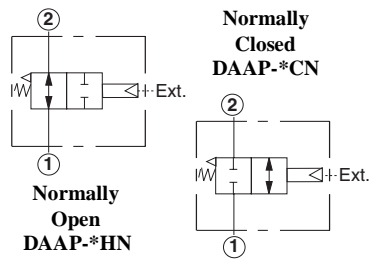 2
Ext.
1
Normally
Open
DAAP-*HN
Normally
Closed
DAAP-*CN
2
Ext.
1